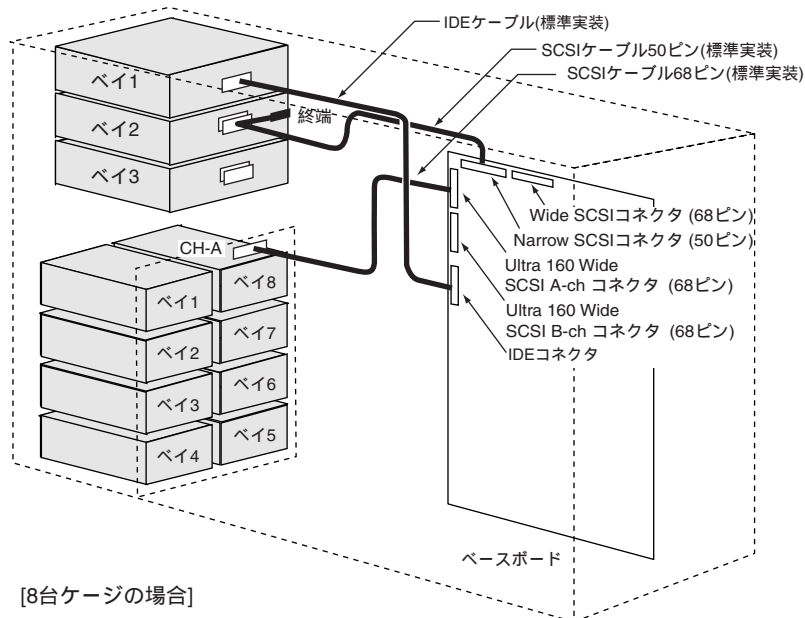 IDEケーブル(標準実装)
SCSIケーブル50ピン(標準実装)
SCSIケーブル68ピン(標準実装)
ベイ1
ベイ2
終端
ベイ3
Wide SCSIコネクタ (68ピン)
Narrow SCSIコネクタ (50ピン)
Ultra 160 Wide
SCSI A-ch コネクタ (68ピン)
Ultra 160 Wide
SCSI B-ch コネクタ (68ピン)
IDEコネクタ
CH-A
ベイ1
ベイ8
ベイ2
ベイ7
ベイ3
ベイ6
ベイ4
ベイ5
ベースボード
[8台ケージの場合]